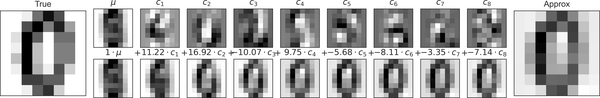 True
μ c₁ c₂ c₃ c₄ c₅ c₆ c₇ c₈
Approx
1 · μ +11.22 · c₁ +16.92 · c₂ +−10.07 · c₃ + 9.75 · c₄ +−5.68 · c₅ +−8.11 · c₆ +−3.35 · c₇ +−7.14 · c₈